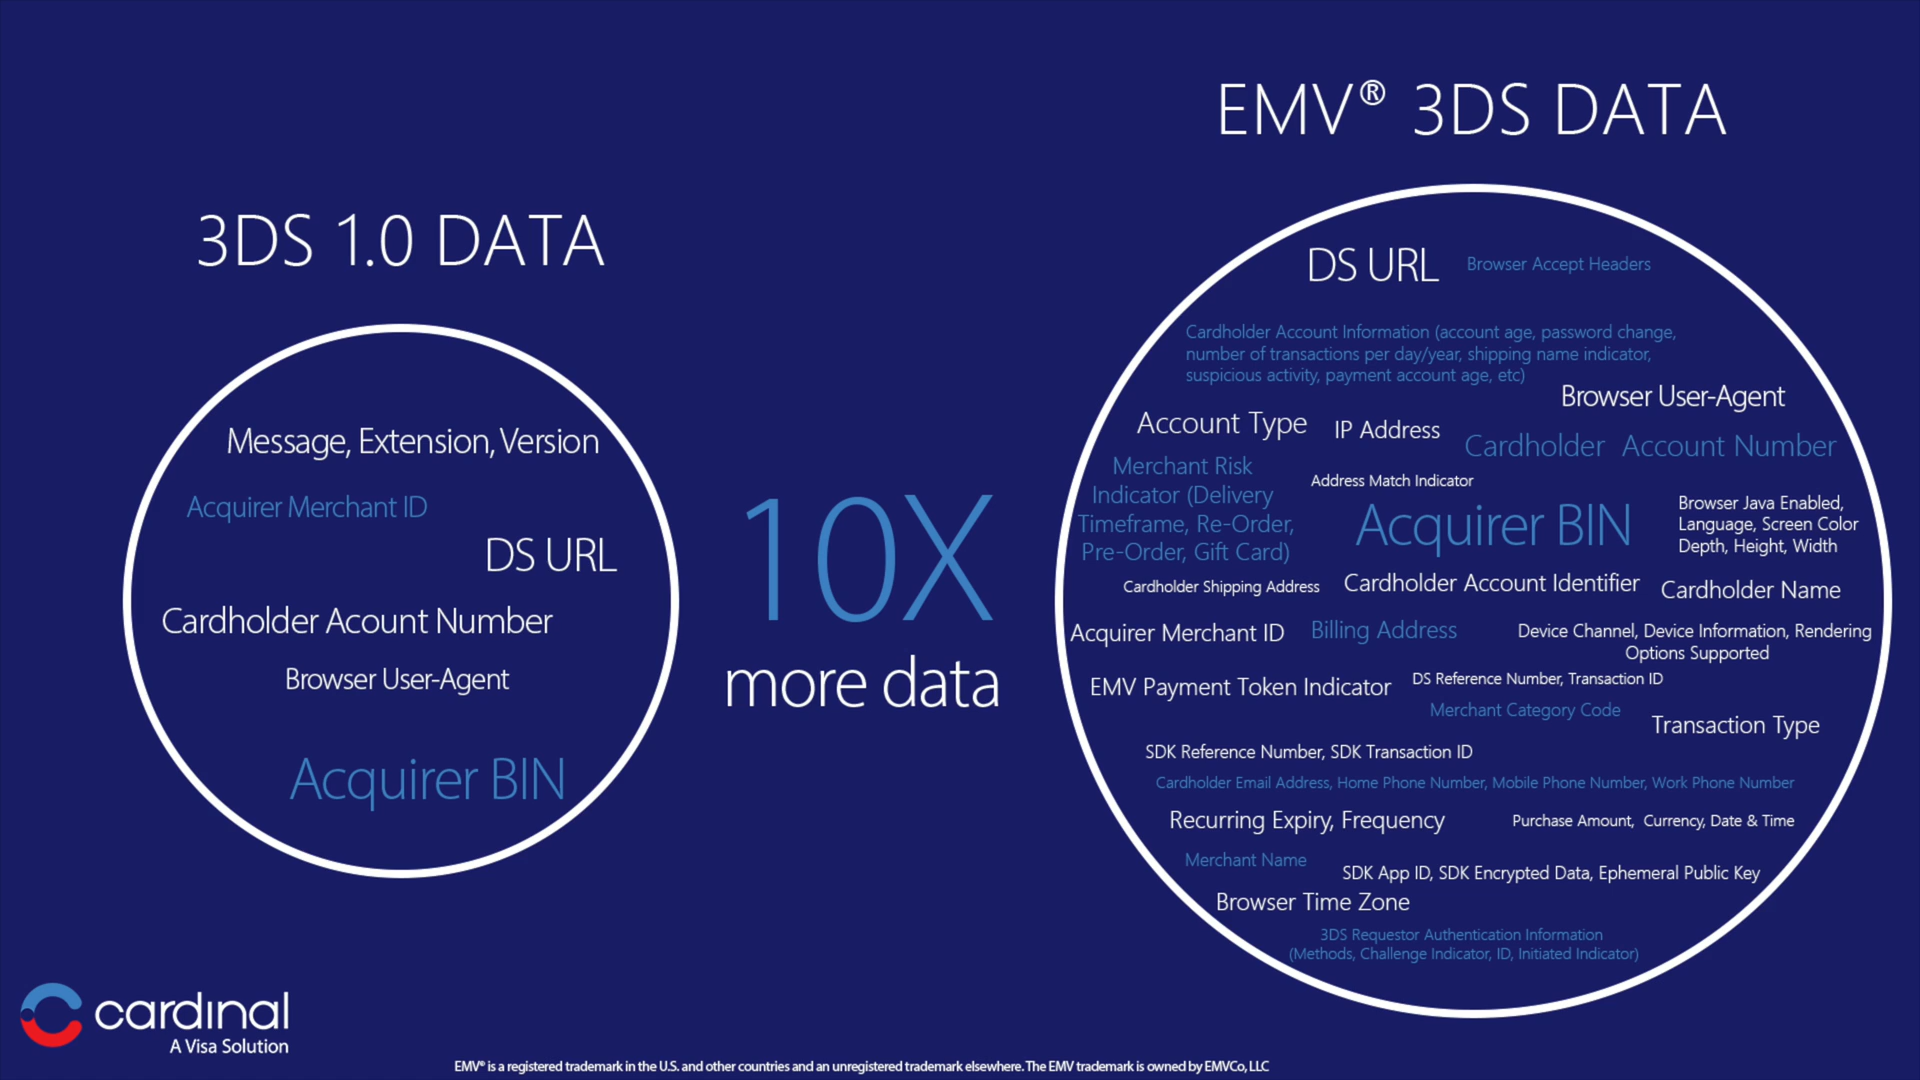 EMV® 3DS DATA
3DS 1.0 DATA
Message, Extension, Version
Acquirer Merchant ID
DS URL
Cardholder Acount Number
Browser User-Agent
Acquirer BIN
10X
more data
DS URL
Browser Accept Headers
Cardholder Account Information (account age, password change,
number of transactions per day/year, shipping name indicator,
suspicious activity, payment account age, etc)
Browser User-Agent
Account Type
IP Address
Cardholder Account Number
Merchant Risk
Indicator (Delivery
Timeframe, Re-Order,
Pre-Order, Gift Card)
Address Match Indicator
Acquirer BIN
Browser Java Enabled,
Language, Screen Color
Depth, Height, Width
Cardholder Shipping Address
Cardholder Account Identifier
Cardholder Name
Acquirer Merchant ID
Billing Address
Device Channel, Device Information, Rendering
Options Supported
EMV Payment Token Indicator
DS Reference Number, Transaction ID
Merchant Category Code
Transaction Type
SDK Reference Number, SDK Transaction ID
Cardholder Email Address, Home Phone Number, Mobile Phone Number, Work Phone Number
Recurring Expiry, Frequency
Purchase Amount, Currency, Date & Time
Merchant Name
SDK App ID, SDK Encrypted Data, Ephemeral Public Key
Browser Time Zone
3DS Requestor Authentication Information
(Methods, Challenge Indicator, ID, Initiated Indicator)
cardinal
A Visa Solution
EMV® is a registered trademark in the U.S. and other countries and an unregistered trademark elsewhere. The EMV trademark is owned by EMVCo, LLC